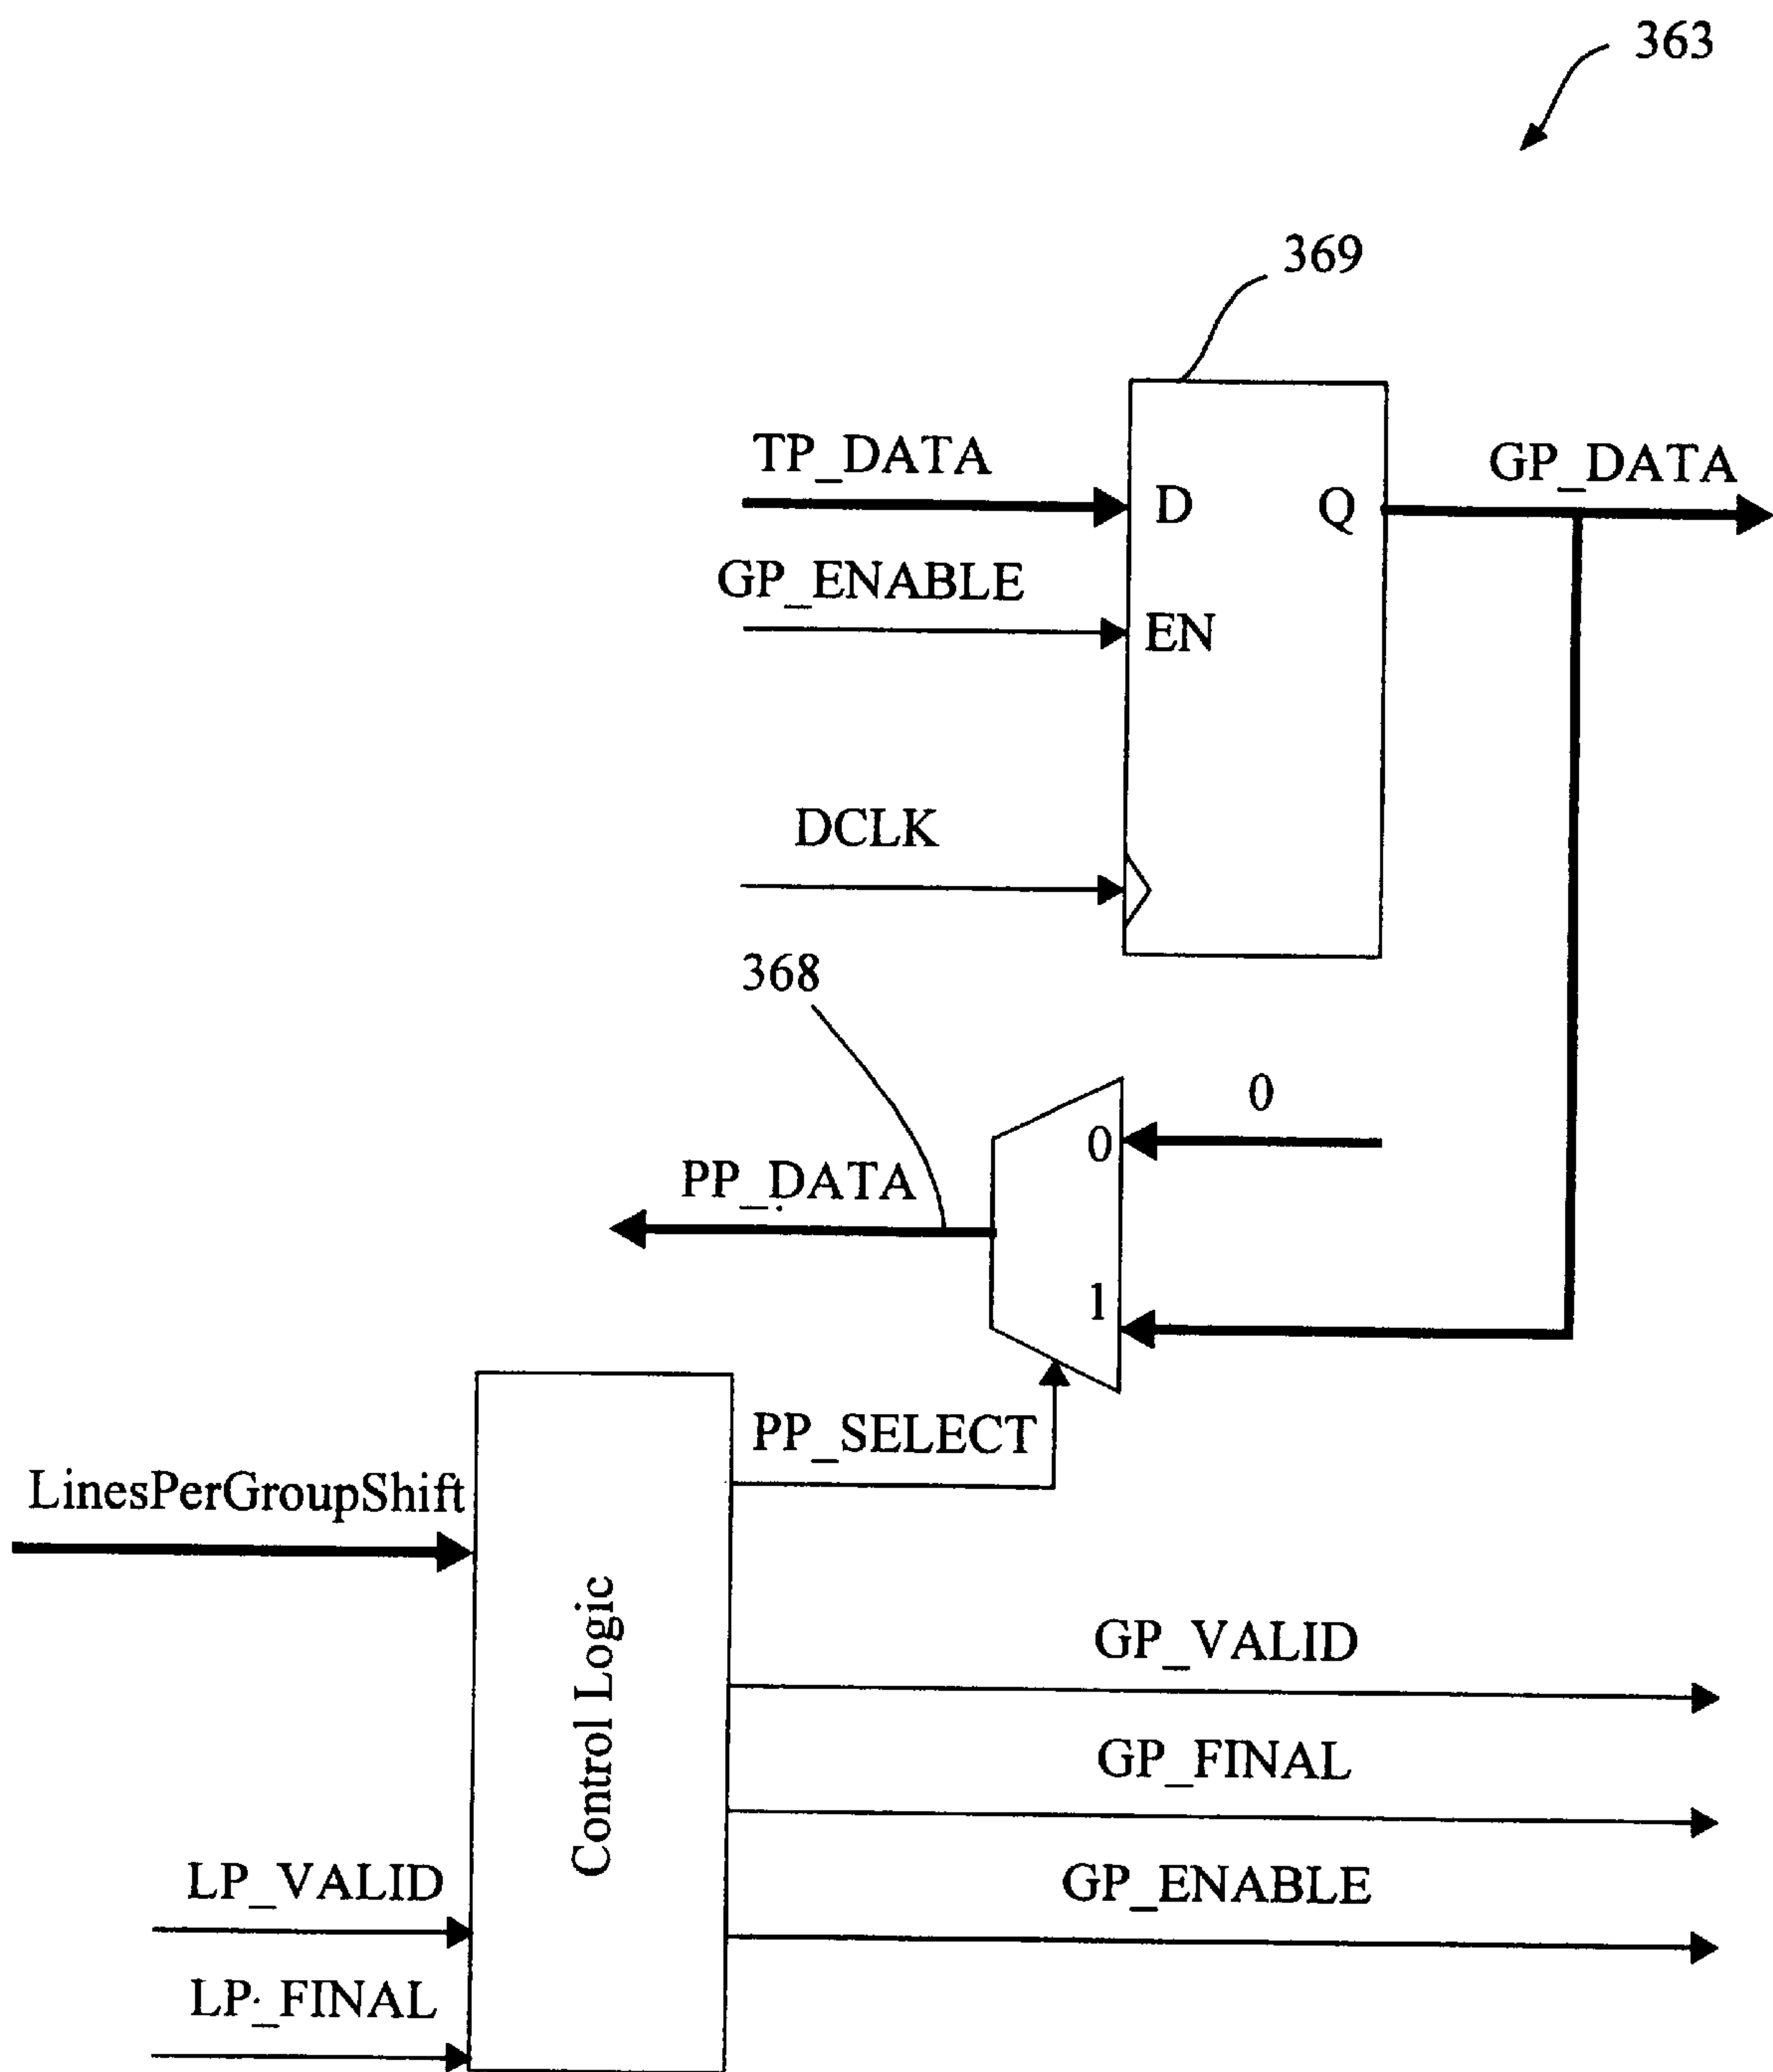 363
369
TP_DATA
GP_DATA
D
Q
GP_ENABLE
EN
DCLK
368
0
0
PP_DATA
1
PP_SELECT
LinesPerGroupShift
Control Logic
GP_VALID
GP_FINAL
LP_VALID
GP_ENABLE
LP_FINAL